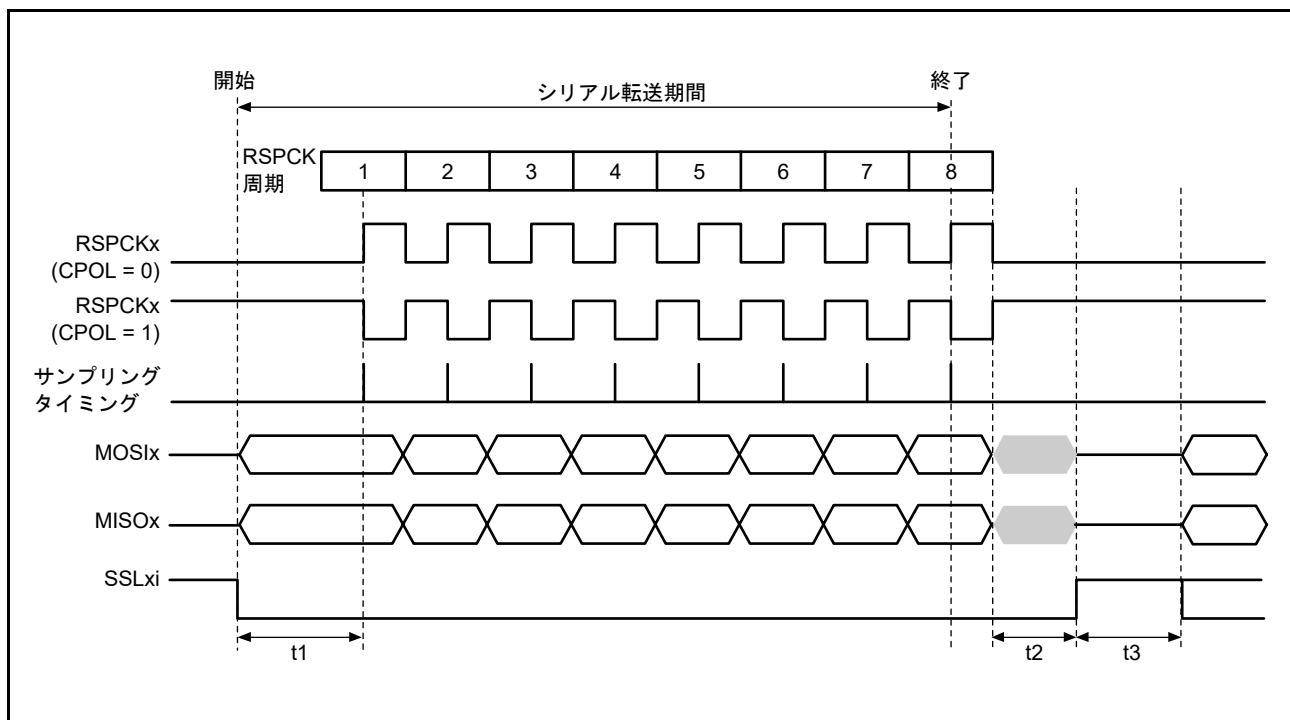 開始
シリアル転送期間
終了
RSPCK
周期
1 2 3 4 5 6 7 8
RSPCKx
(CPOL = 0)
RSPCKx
(CPOL = 1)
サンプリング
タイミング
MOSIx
MISOx
SSLxi
t1
t2
t3